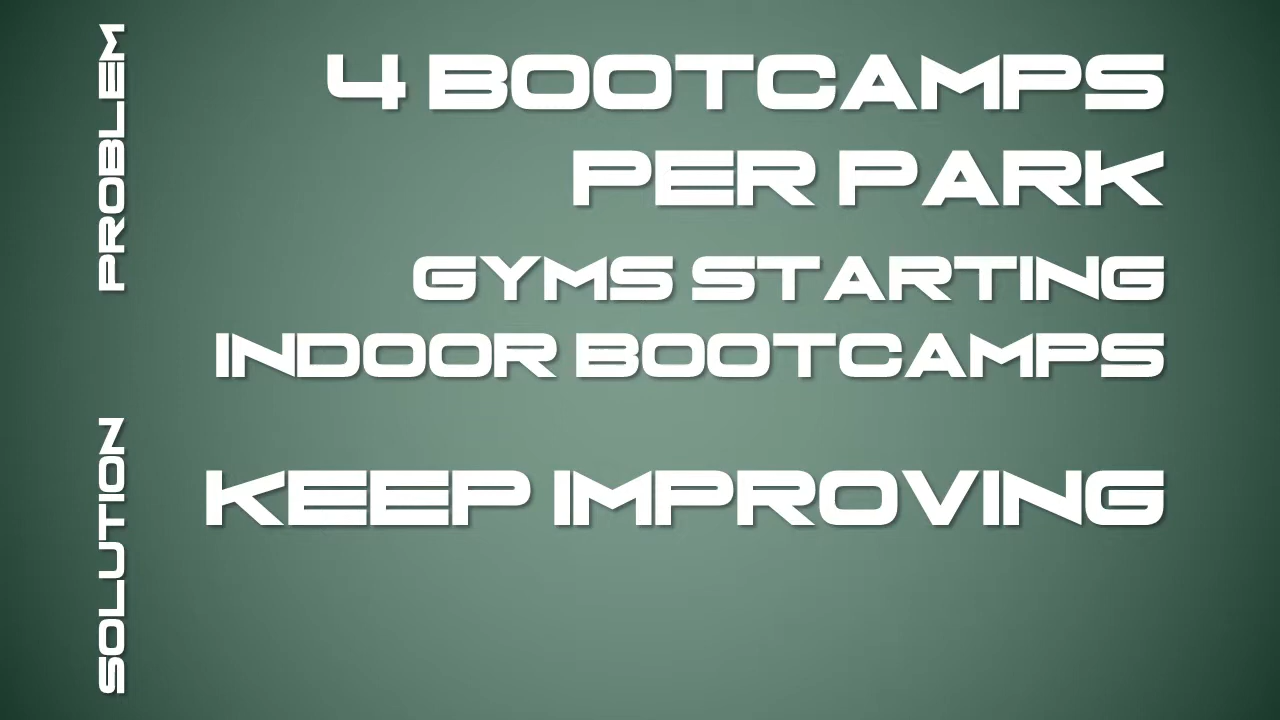 PROBLEM
4 BOOTCAMPS
PER PARK
GYMS STARTING
INDOOR BOOTCAMPS
SOLUTION
KEEP IMPROVING